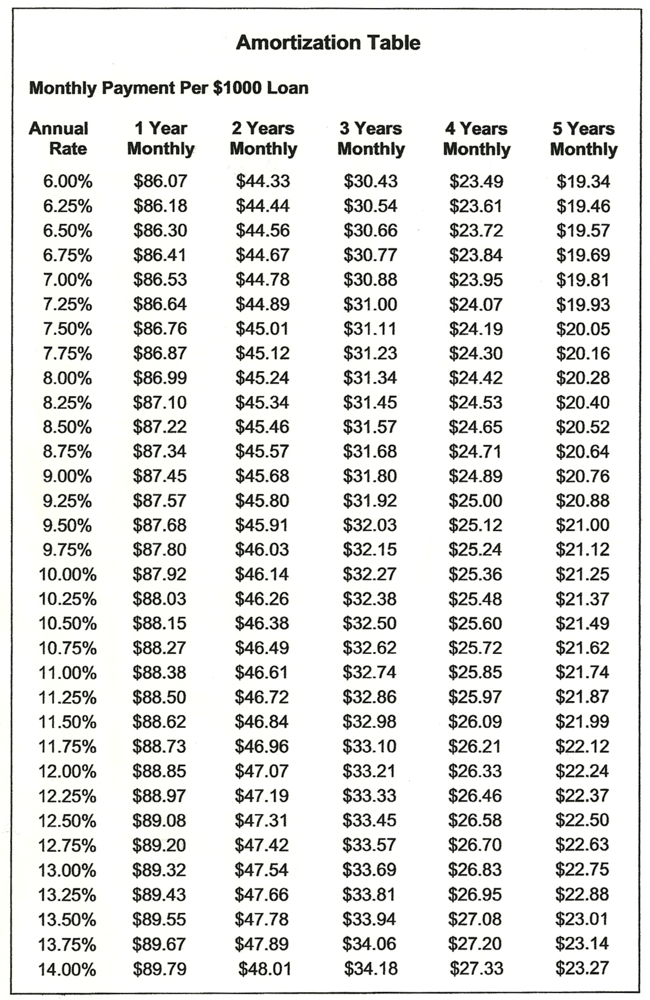 Amortization Table
Monthly Payment Per $1000 Loan
Annual 1 Year 2 Years 3 Years 4 Years 5 Years
Rate Monthly Monthly Monthly Monthly Monthly
6.00% $86.07 $44.33 $30.43 $23.49 $19.34
6.25% $86.18 $44.44 $30.54 $23.61 $19.46
6.50% $86.30 $44.56 $30.66 $23.72 $19.57
6.75% $86.41 $44.67 $30.77 $23.84 $19.69
7.00% $86.53 $44.78 $30.88 $23.95 $19.81
7.25% $86.64 $44.89 $31.00 $24.07 $19.93
7.50% $86.76 $45.01 $31.11 $24.19 $20.05
7.75% $86.87 $45.12 $31.23 $24.30 $20.16
8.00% $86.99 $45.24 $31.34 $24.42 $20.28
8.25% $87.10 $45.34 $31.45 $24.53 $20.40
8.50% $87.22 $45.46 $31.57 $24.65 $20.52
8.75% $87.34 $45.57 $31.68 $24.71 $20.64
9.00% $87.45 $45.68 $31.80 $24.89 $20.76
9.25% $87.57 $45.80 $31.92 $25.00 $20.88
9.50% $87.68 $45.91 $32.03 $25.12 $21.00
9.75% $87.80 $46.03 $32.15 $25.24 $21.12
10.00% $87.92 $46.14 $32.27 $25.36 $21.25
10.25% $88.03 $46.26 $32.38 $25.48 $21.37
10.50% $88.15 $46.38 $32.50 $25.60 $21.49
10.75% $88.27 $46.49 $32.62 $25.72 $21.62
11.00% $88.38 $46.61 $32.74 $25.85 $21.74
11.25% $88.50 $46.72 $32.86 $25.97 $21.87
11.50% $88.62 $46.84 $32.98 $26.09 $21.99
11.75% $88.73 $46.96 $33.10 $26.21 $22.12
12.00% $88.85 $47.07 $33.21 $26.33 $22.24
12.25% $88.97 $47.19 $33.33 $26.46 $22.37
12.50% $89.08 $47.31 $33.45 $26.58 $22.50
12.75% $89.20 $47.42 $33.57 $26.70 $22.63
13.00% $89.32 $47.54 $33.69 $26.83 $22.75
13.25% $89.43 $47.66 $33.81 $26.95 $22.88
13.50% $89.55 $47.78 $33.94 $27.08 $23.01
13.75% $89.67 $47.89 $34.06 $27.20 $23.14
14.00% $89.79 $48.01 $34.18 $27.33 $23.27